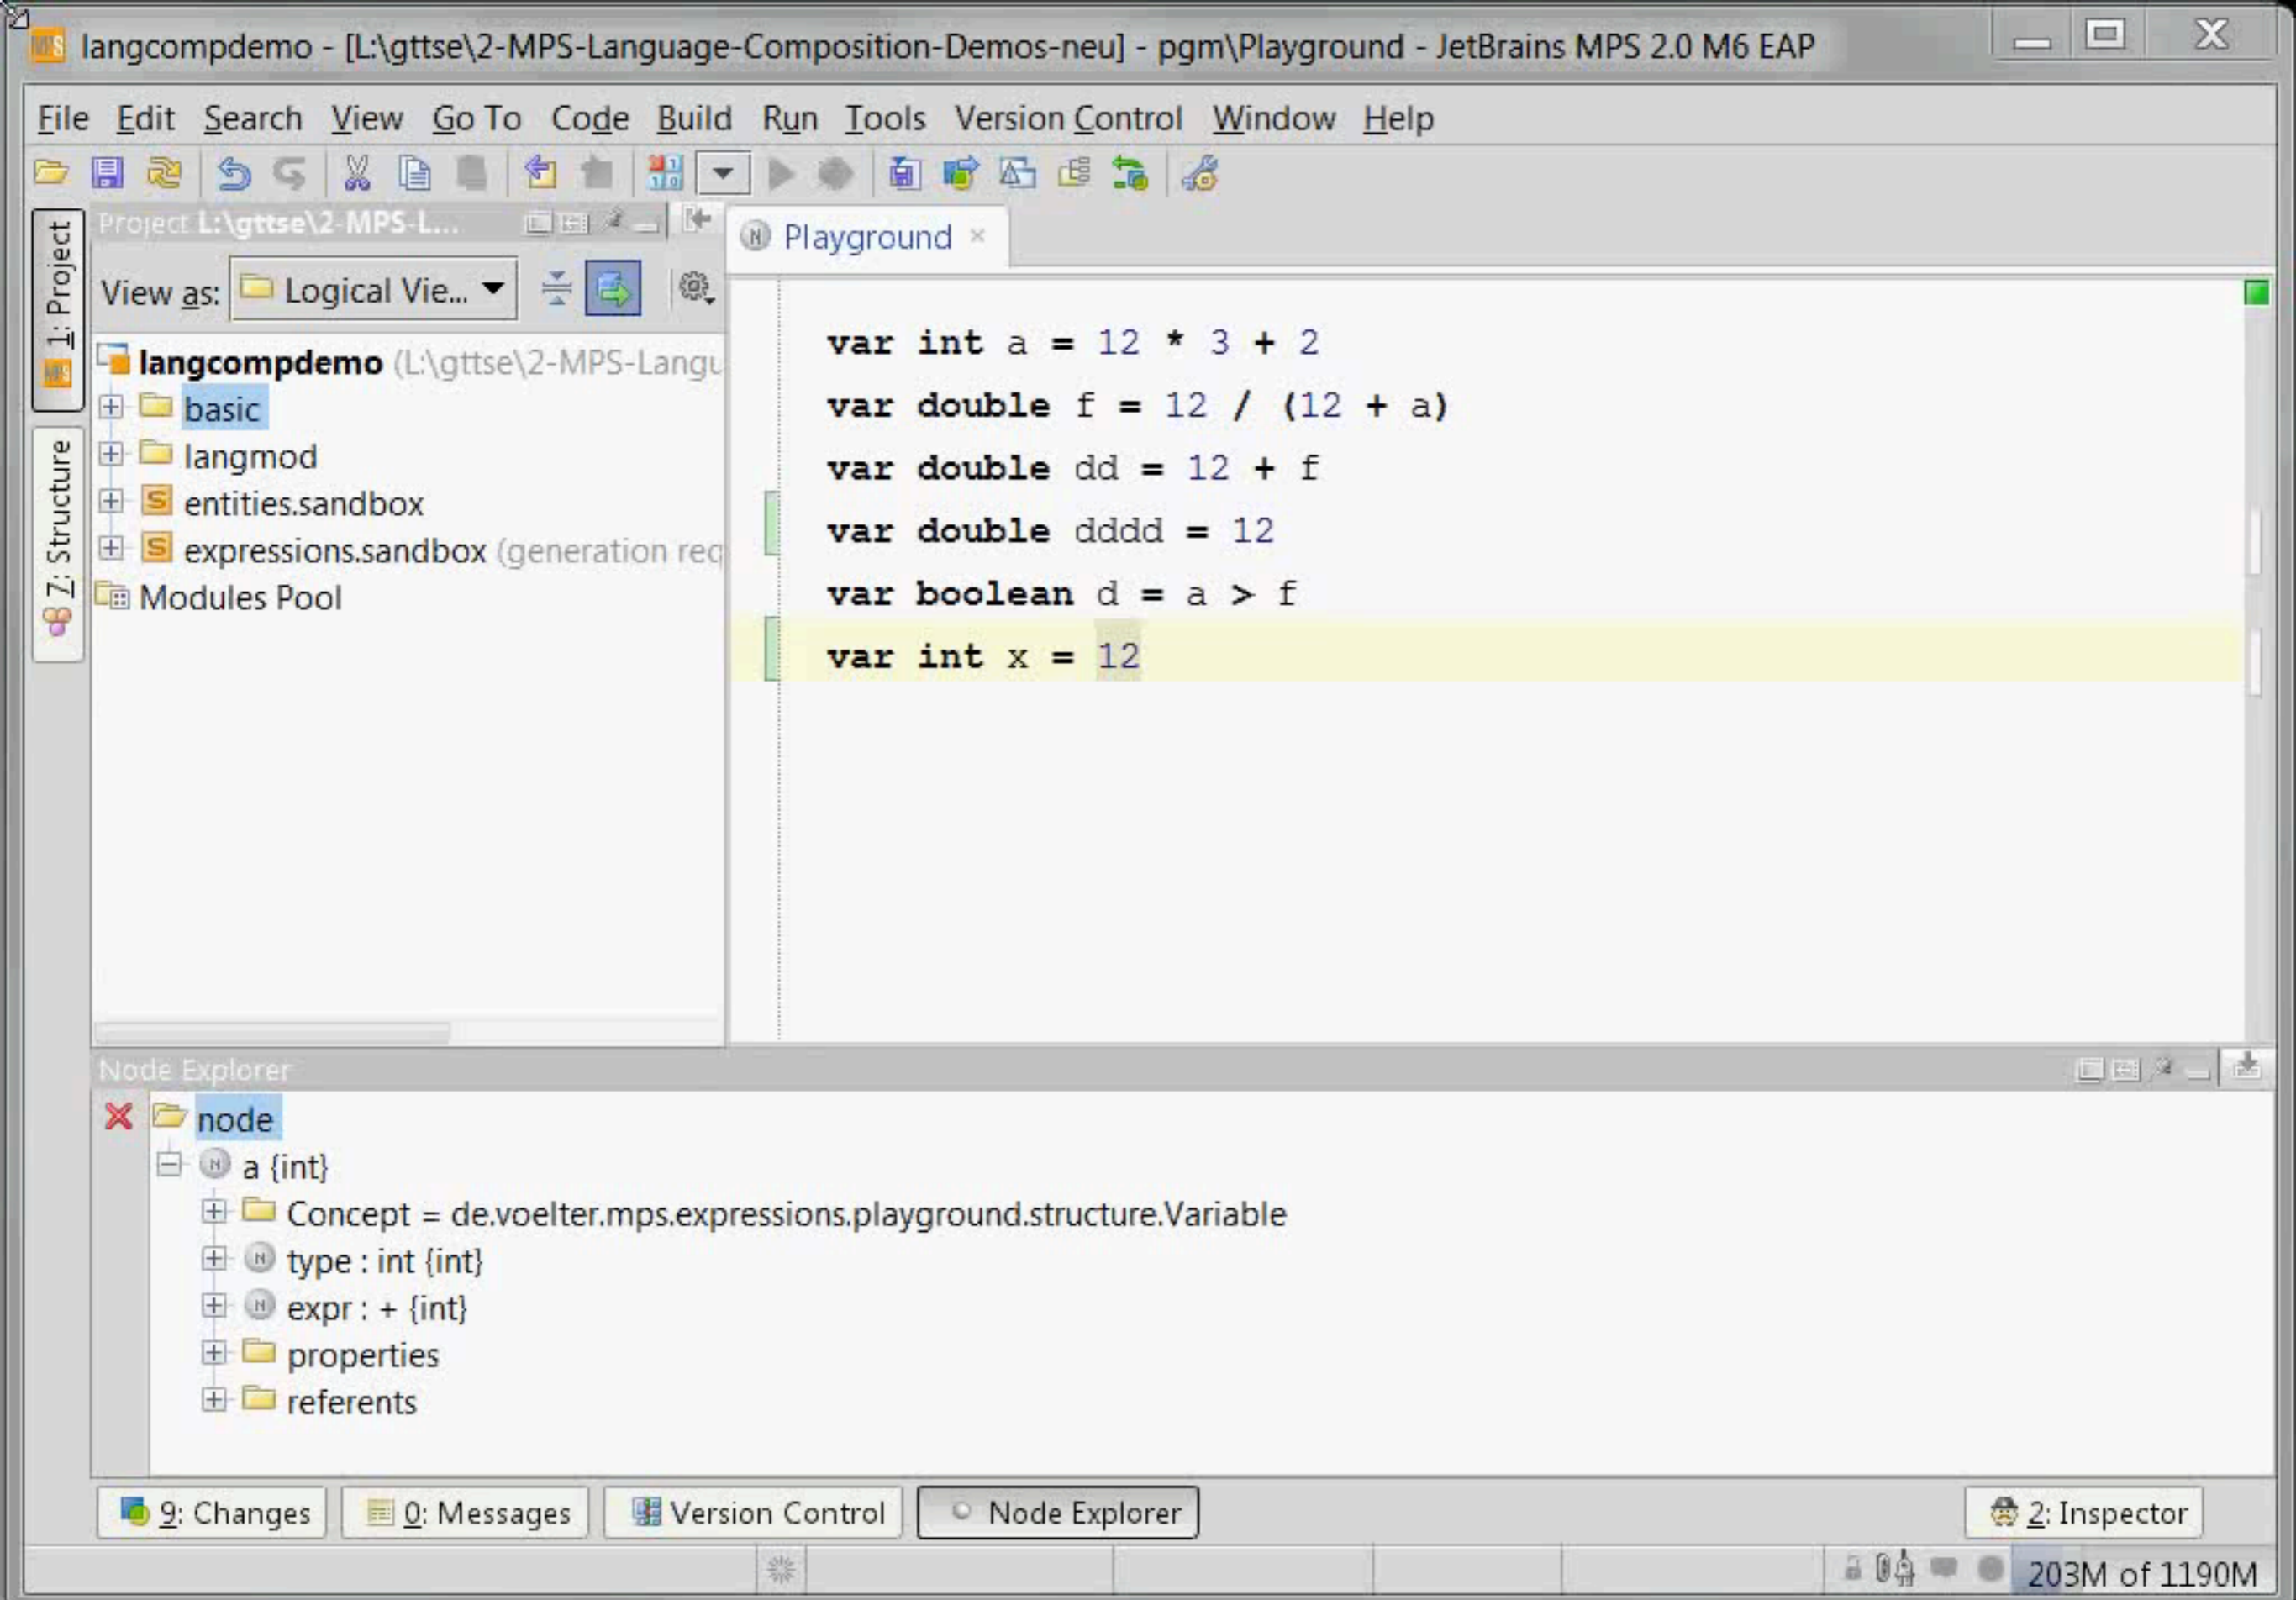 langcompdemo - [L:\gttse\2-MPS-Language-Composition-Demos-neu] - pgm\Playground - JetBrains MPS 2.0 M6 EAP
File Edit Search View Go To Code Build Run Tools Version Control Window Help
Project L:\gttse\2-MPS-L...
Playground
1: Project
7: Structure
View as: Logical Vie...
langcompdemo (L:\gttse\2-MPS-Langu
basic
langmod
entities.sandbox
expressions.sandbox (generation req
Modules Pool
var int a = 12 * 3 + 2
var double f = 12 / (12 + a)
var double dd = 12 + f
var double dddd = 12
var boolean d = a > f
var int x = 12
Node Explorer
node
a {int}
Concept = de.voelter.mps.expressions.playground.structure.Variable
type : int {int}
expr : + {int}
properties
referents
9: Changes 0: Messages Version Control Node Explorer 2: Inspector
203M of 1190M